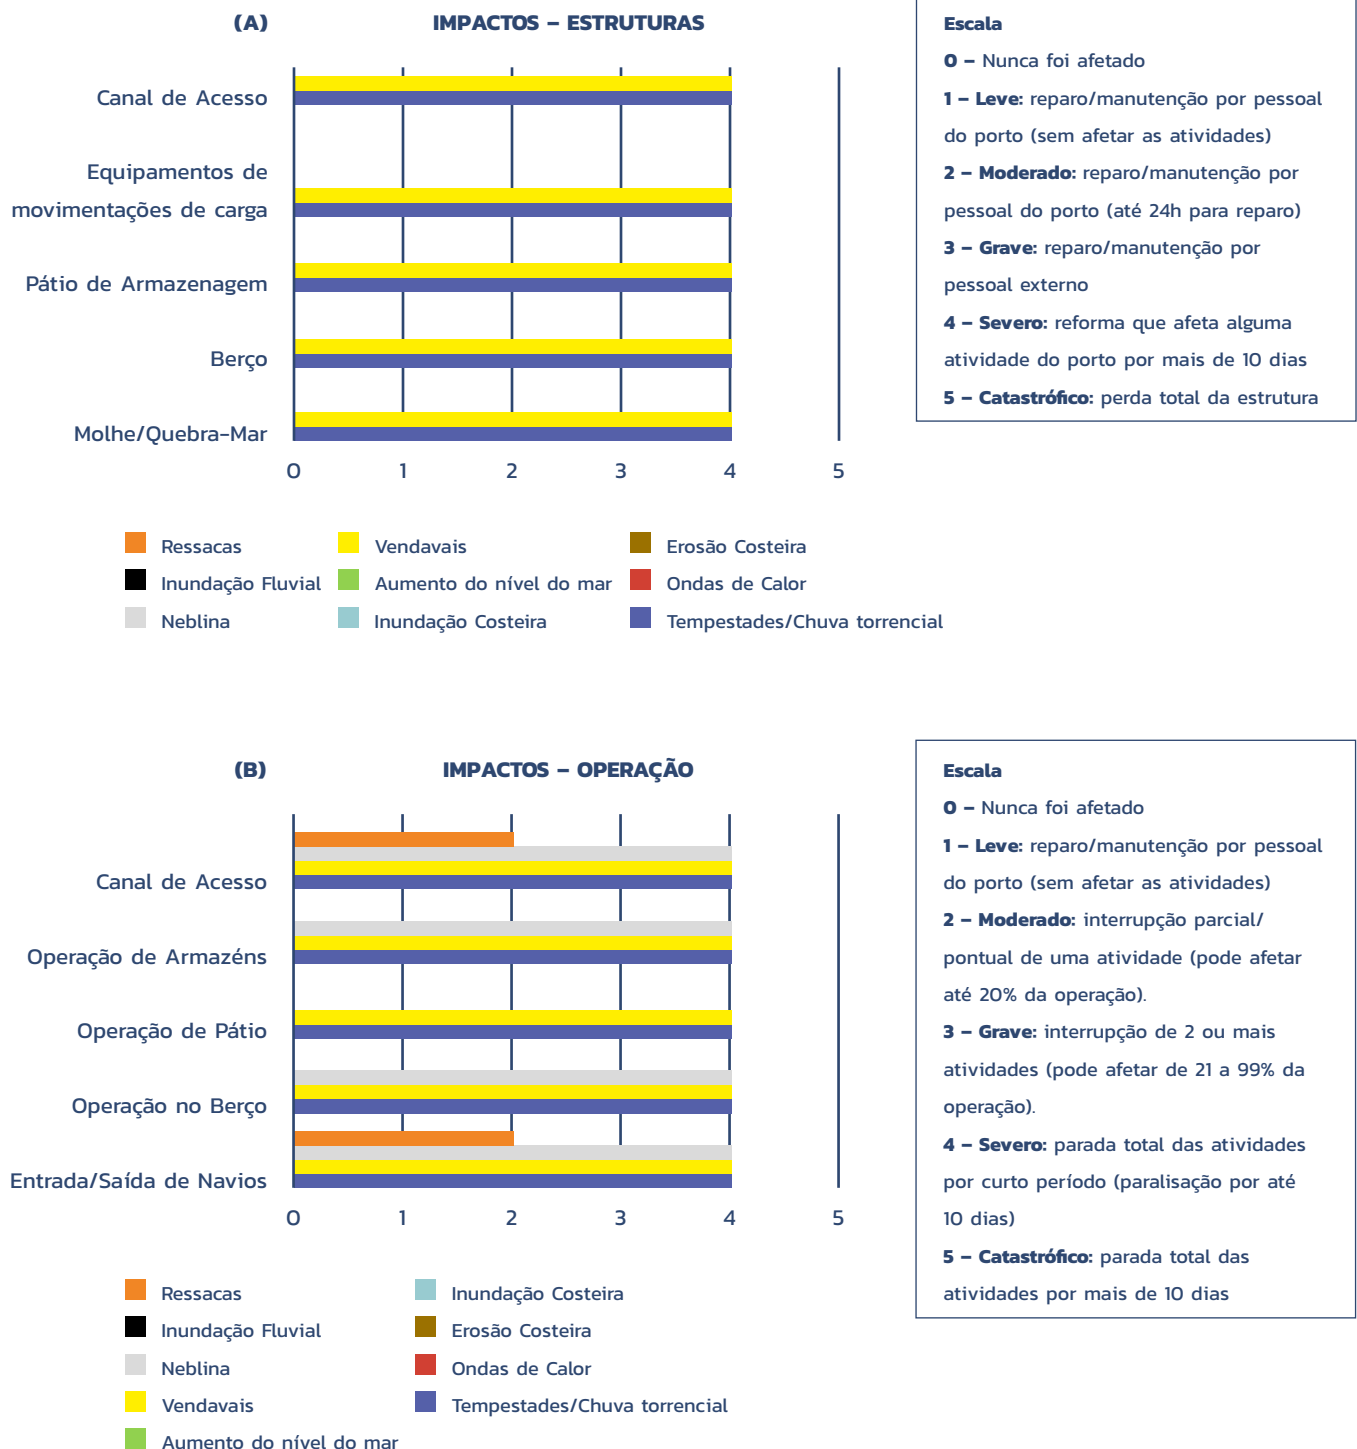 (A)
IMPACTOS – ESTRUTURAS
Canal de Acesso
Equipamentos de
movimentações de carga
Pátio de Armazenagem
Berço
Molhe/Quebra-Mar
0 1 2 3 4 5
Ressacas
Inundação Fluvial
Neblina
Vendavais
Aumento do nível do mar
Inundação Costeira
Erosão Costeira
Ondas de Calor
Tempestades/Chuva torrencial
Escala
0 – Nunca foi afetado
1 – Leve: reparo/manutenção por pessoal
do porto (sem afetar as atividades)
2 – Moderado: reparo/manutenção por
pessoal do porto (até 24h para reparo)
3 – Grave: reparo/manutenção por
pessoal externo
4 – Severo: reforma que afeta alguma
atividade do porto por mais de 10 dias
5 – Catastrófico: perda total da estrutura
(B)
IMPACTOS – OPERAÇÃO
Canal de Acesso
Operação de Armazéns
Operação de Pátio
Operação no Berço
Entrada/Saída de Navios
0 1 2 3 4 5
Ressacas
Inundação Fluvial
Neblina
Vendavais
Aumento do nível do mar
Inundação Costeira
Erosão Costeira
Ondas de Calor
Tempestades/Chuva torrencial
Escala
0 – Nunca foi afetado
1 – Leve: reparo/manutenção por pessoal
do porto (sem afetar as atividades)
2 – Moderado: interrupção parcial/
pontual de uma atividade (pode afetar
até 20% da operação).
3 – Grave: interrupção de 2 ou mais
atividades (pode afetar de 21 a 99% da
operação).
4 – Severo: parada total das atividades
por curto período (paralisação por até
10 dias)
5 – Catastrófico: parada total das
atividades por mais de 10 dias